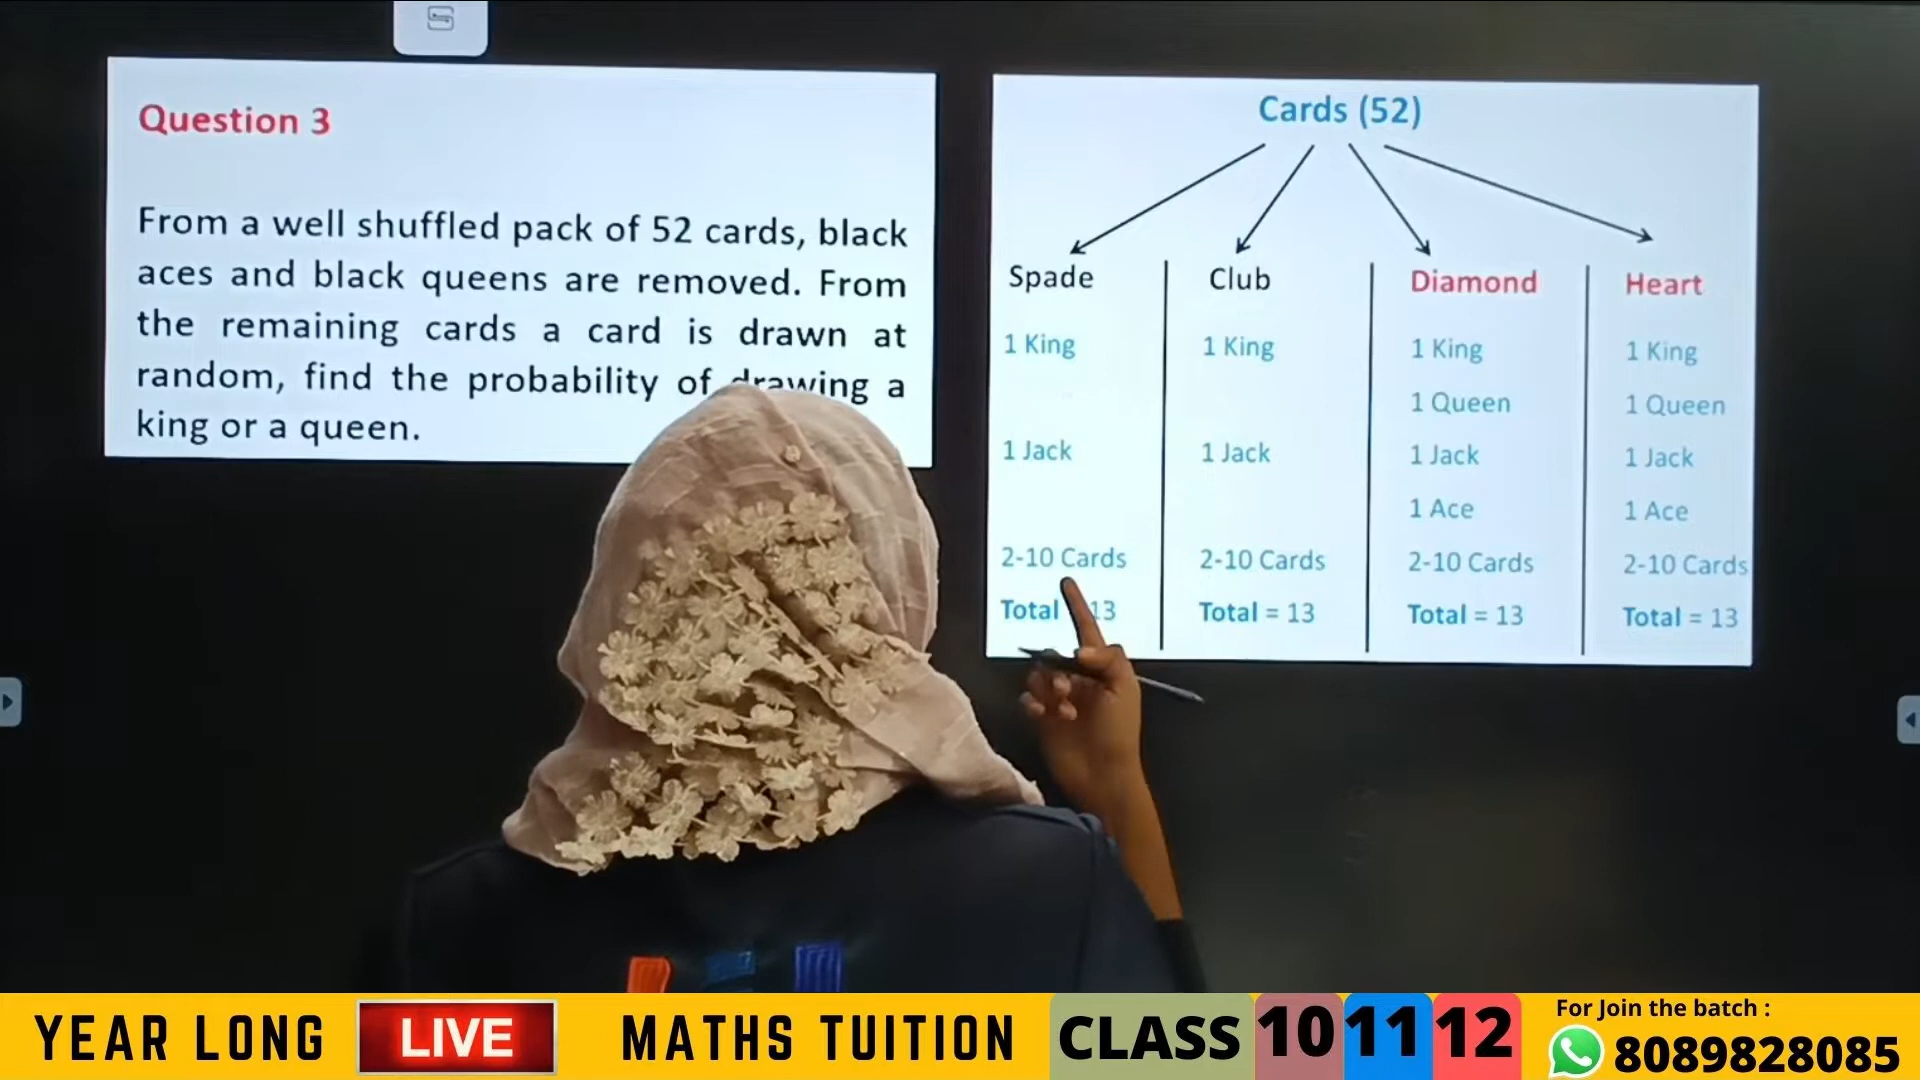 Question 3
From a well shuffled pack of 52 cards, black
aces and black queens are removed. From
the remaining cards a card is drawn at
random, find the probability of drawing a
king or a queen.
Cards (52)
Spade Club Diamond Heart
1 King 1 King 1 King 1 King
1 Queen 1 Queen
1 Jack 1 Jack 1 Jack 1 Jack
1 Ace 1 Ace
2-10 Cards 2-10 Cards 2-10 Cards 2-10 Cards
Total 13 Total = 13 Total = 13 Total = 13
YEAR LONG LIVE MATHS TUITION CLASS 10 11 12
For Join the batch :
8089828085